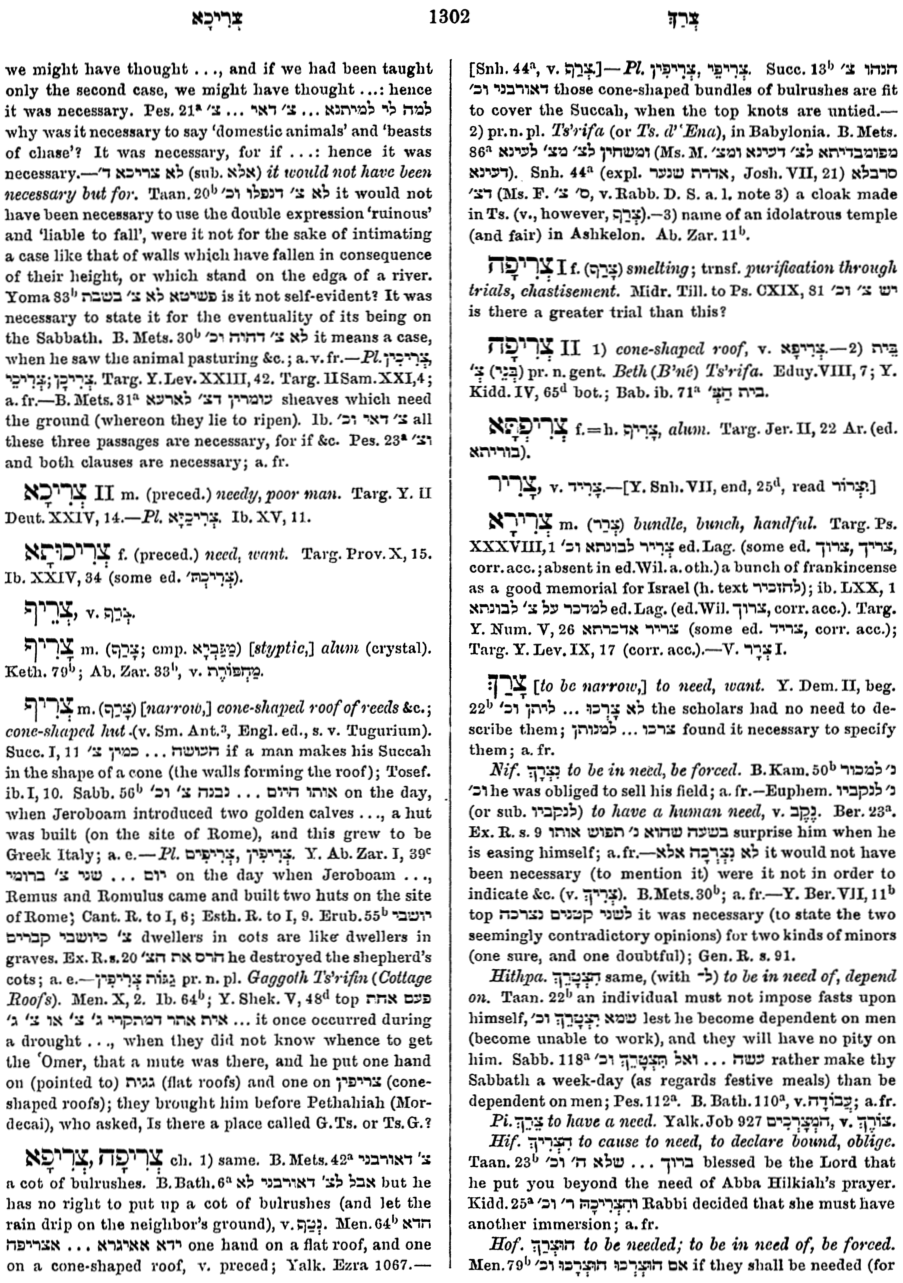 צְרִיכָא 1302 צְרַךְ
we might have thought . . ., and if we had been taught
only the second case, we might have thought ...: hence
it was necessary. Pes. 21ᵃ למה לי למיתנא ... צ׳ דאי ... צ׳
why was it necessary to say ‘domestic animals’ and ‘beasts
of chase’? It was necessary, for if ...: hence it was
necessary.—לא צריכא ד׳ (sub. אלא) it would not have been
necessary but for. Taan. 20ᵇ לא צ׳ דנפלו וכ׳ it would not
have been necessary to use the double expression ‘ruinous’
and ‘liable to fall’, were it not for the sake of intimating
a case like that of walls which have fallen in consequence
of their height, or which stand on the edga of a river.
Yoma 83ᵇ פשיטא לא צ׳ בשבת is it not self-evident? It was
necessary to state it for the eventuality of its being on
the Sabbath. B. Mets. 30ᵇ לא צ׳ דחזיה וכ׳ it means a case,
when he saw the animal pasturing &c.; a. v. fr.—Pl. צְרִיכִין,
צְרִיכָן; צְרִיכֵי. Targ. Y. Lev. XXIII, 42. Targ. II Sam. XXI, 4;
a. fr.—B. Mets. 31ᵃ עומרין דצ׳ לארעא sheaves which need
the ground (whereon they lie to ripen). Ib. צ׳ דאי וכ׳ all
these three passages are necessary, for if &c. Pes. 23ᵃ וצ׳
and both clauses are necessary; a. fr.
צְרִיכָא II m. (preced.) needy, poor man. Targ. Y. II
Deut. XXIV, 14.—Pl. צְרִיכַיָּא. Ib. XV, 11.
צְרִיכוּתָא f. (preced.) need, want. Targ. Prov. X, 15.
Ib. XXIV, 34 (some ed. צְרִיכְתּ׳).
צְרֵיף, v. צְרַף.
צָרִיף m. (צָרַף; cmp. מַגְבְּיָא) [styptic,] alum (crystal).
Keth. 79ᵇ; Ab. Zar. 33ᵇ, v. מַחְפּוֹרֶת.
צְרִיף m. (צָרַף) [narrow,] cone-shaped roof of reeds &c.;
cone-shaped hut. (v. Sm. Ant.³, Engl. ed., s. v. Tugurium).
Succ. I, 11 העושה ... כמין צ׳ if a man makes his Succah
in the shape of a cone (the walls forming the roof); Tosef.
ib. I, 10. Sabb. 56ᵇ אותו היום ... נבנה צ׳ וכ׳ on the day,
when Jeroboam introduced two golden calves . . ., a hut
was built (on the site of Rome), and this grew to be
Greek Italy; a. e.—Pl. צְרִיפִין, צְרִיפִים. Y. Ab. Zar. I, 39ᶜ
יום ... שני צ׳ ברומי on the day when Jeroboam . . .,
Remus and Romulus came and built two huts on the site
of Rome; Cant. R. to I, 6; Esth. R. to I, 9. Erub. 55ᵇ יושבי
צ׳ כיושבי קברים dwellers in cots are like dwellers in
graves. Ex. R. s. 20 הרס את הצ׳ he destroyed the shepherd’s
cots; a. e.—גַּגּוֹת צְרִיפִין pr. n. pl. Gaggoth Ts'rifin (Cottage
Roofs). Men. X, 2. Ib. 64ᵇ; Y. Shek. V, 48ᵈ top פעם אחת
... אית אתר דמתקרי ג׳ צ׳ או צ׳ ג׳ it once occurred during
a drought . . ., when they did not know whence to get
the ‘Omer, that a mute was there, and he put one hand
on (pointed to) גגית (flat roofs) and one on צריפין (cone-
shaped roofs); they brought him before Pethahiah (Mor-
decai), who asked, Is there a place called G. Ts. or Ts. G.?
צְרִיפָא, צְרִיפָה ch. 1) same. B. Mets. 42ᵃ צ׳ דאורבני
a cot of bulrushes. B. Bath. 6ᵃ אבל לצ׳ דאורבני לא but he
has no right to put up a cot of bulrushes (and let the
rain drip on the neighbor’s ground), v. נְטַף. Men. 64ᵇ חדא
ידא אאיגרא ... אצריפה one hand on a flat roof, and one
on a cone-shaped roof, v. preced; Yalk. Ezra 1067.—
[Snh. 44ᵃ, v. צְרַף]—Pl. צְרִיפֵי, צְרִיפִין. Succ. 13ᵇ הנהו צ׳
דאורבני וכ׳ those cone-shaped bundles of bulrushes are fit
to cover the Succah, when the top knots are untied.—
2) pr. n. pl. Ts'rifa (or Ts. d'‘Ena), in Babylonia. B. Mets.
86ᵃ ומשחין לצ׳ מצ׳ לעינא (Ms. M. מפומבדיתא לצ׳ דעינא ומצ׳
דעינא). Snh. 44ᵃ (expl. אדרת שנער, Josh. VII, 21) סרבלא
דצ׳ (Ms. F. ס׳ צ׳, v. Rabb. D. S. a. l. note 3) a cloak made
in Ts. (v., however, צְרַף).—3) name of an idolatrous temple
(and fair) in Ashkelon. Ab. Zar. 11ᵇ.
צְרִיפָה I f. (צָרַף) smelting; trnsf. purification through
trials, chastisement. Midr. Till. to Ps. CXIX, 81 יש צ׳ וכ׳
is there a greater trial than this?
צְרִיפָה II 1) cone-shaped roof, v. צְרִיפָא.—2) בֵּית
(בְּנֵי) צ׳ pr. n. gent. Beth (B'né) Ts'rifa. Eduy. VIII, 7; Y.
Kidd. IV, 65ᵈ bot.; Bab. ib. 71ᵃ בית הַצּ׳.
צְרִיפְתָּא f.=h. צָרִיף, alum. Targ. Jer. II, 22 Ar. (ed.
בוריתא).
צָרִיר, v. צָרִיד.—[Y. Snh. VII, end, 25ᵈ, read יִצְרוֹר.]
צְרִירָא m. (צרר) bundle, bunch, handful. Targ. Ps.
XXXVIII, 1 צְרִיר לבונתא וכ׳ ed. Lag. (some ed. צריך, צרוך,
corr. acc.; absent in ed. Wil. a. oth.) a bunch of frankincense
as a good memorial for Israel (h. text להזכיר); ib. LXX, 1
למדכר על צ׳ לבונתא ed. Lag. (ed. Wil. צרוך, corr. acc.). Targ.
Y. Num. V, 26 צריר אדכרתא (some ed. צריד, corr. acc.);
Targ. Y. Lev. IX, 17 (corr. acc.).—V. צְרָר I.
צָרַךְ [to be narrow,] to need, want. Y. Dem. II, beg.
22ᵇ לא צָרְכוּ ... ליתן וכ׳ the scholars had no need to de-
scribe them; צרכו ... למנותן found it necessary to specify
them; a. fr.
Nif. נִצְרַךְ to be in need, be forced. B. Kam. 50ᵇ נ׳ למכור
וכ׳ he was obliged to sell his field; a. fr.—Euphem. נ׳ לנקביו
(or sub. לנקביו) to have a human need, v. נֶקֶב. Ber. 23ᵃ.
Ex. R. s. 9 בשעה שהוא נ׳ תפוש אותו surprise him when he
is easing himself; a. fr.—לא נִצְרְכָה אלא it would not have
been necessary (to mention it) were it not in order to
indicate &c. (v. צְרִיךְ). B. Mets. 30ᵇ; a. fr.—Y. Ber. VII, 11ᵇ
top לשני קטנים נצרכה it was necessary (to state the two
seemingly contradictory opinions) for two kinds of minors
(one sure, and one doubtful); Gen. R. s. 91.
Hithpa. הִצְטָרֵךְ same, (with ל־) to be in need of, depend
on. Taan. 22ᵇ an individual must not impose fasts upon
himself, שמא יִצְטָרֵךְ וכ׳ lest he become dependent on men
(become unable to work), and they will have no pity on
him. Sabb. 118ᵃ עשה ... ואל תִּצְטָרֵךְ וכ׳ rather make thy
Sabbath a week-day (as regards festive meals) than be
dependent on men; Pes. 112ᵃ. B. Bath. 110ᵃ, v. עֲבוֹדָה; a. fr.
Pi. צֵרֵךְ to have a need. Yalk. Job 927 המְצָרְכִים, v. צוֹרֶךְ.
Hif. הִצְרִיךְ to cause to need, to declare bound, oblige.
Taan. 23ᵇ ברוך ... שלא ה׳ וכ׳ blessed be the Lord that
he put you beyond the need of Abba Hilkiah’s prayer.
Kidd. 25ᵃ והִצְרִיכָהּ ר׳ וכ׳ Rabbi decided that she must have
another immersion; a. fr.
Hof. הוּצְרַךְ to be needed; to be in need of, be forced.
Men. 79ᵇ אם הוּצְרְכוּ הוּצְרְכוּ וכ׳ if they shall be needed (for